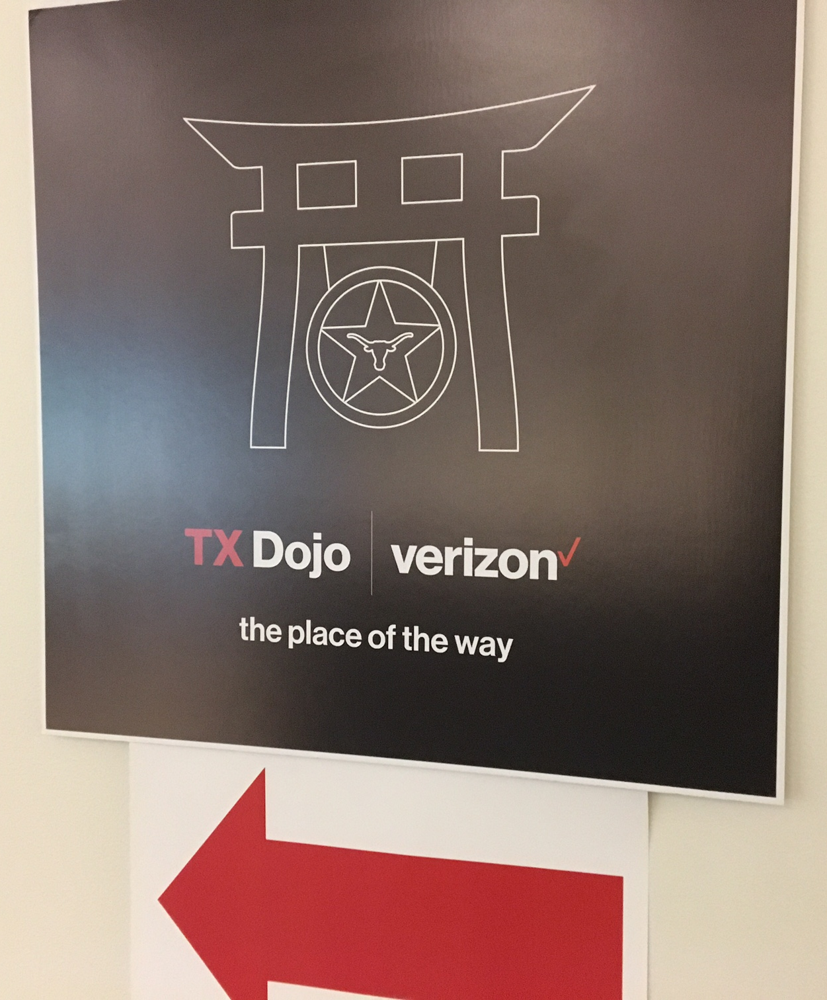 TX Dojo | verizon✓
the place of the way